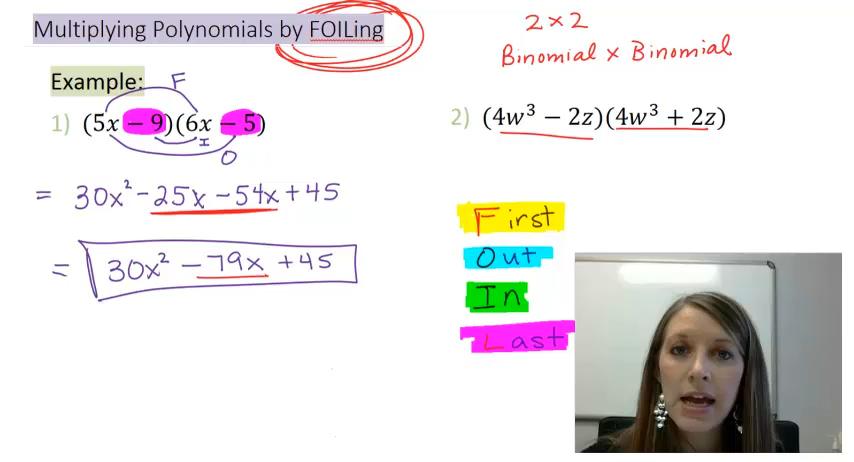 Multiplying Polynomials by FOILing
2 × 2
Binomial × Binomial
Example:
F
1) (5x − 9)(6x − 5)
I
O
= 30x² − 25x − 54x + 45
= 30x² − 79x + 45
2) (4w³ − 2z)(4w³ + 2z)
First
Out
In
Last